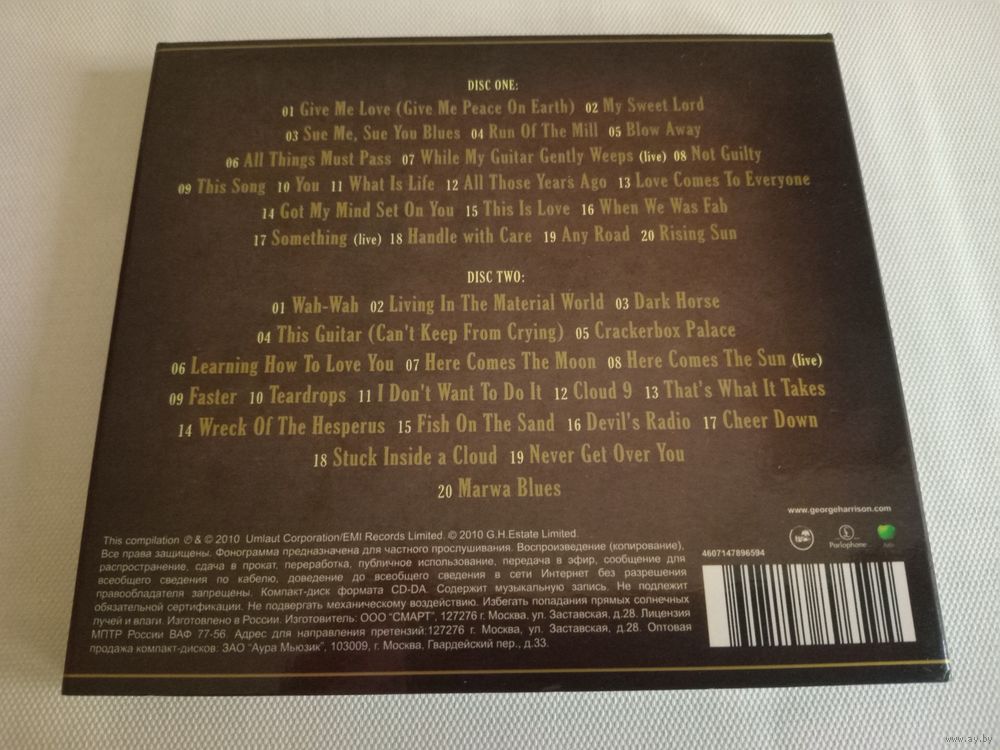 DISC ONE:
01 Give Me Love (Give Me Peace On Earth) 02 My Sweet Lord
03 Sue Me, Sue You Blues 04 Run Of The Mill 05 Blow Away
06 All Things Must Pass 07 While My Guitar Gently Weeps (live) 08 Not Guilty
09 This Song 10 You 11 What Is Life 12 All Those Years Ago 13 Love Comes To Everyone
14 Got My Mind Set On You 15 This Is Love 16 When We Was Fab
17 Something (live) 18 Handle with Care 19 Any Road 20 Rising Sun
DISC TWO:
01 Wah-Wah 02 Living In The Material World 03 Dark Horse
04 This Guitar (Can't Keep From Crying) 05 Crackerbox Palace
06 Learning How To Love You 07 Here Comes The Moon 08 Here Comes The Sun (live)
09 Faster 10 Teardrops 11 I Don't Want To Do It 12 Cloud 9 13 That's What It Takes
14 Wreck Of The Hesperus 15 Fish On The Sand 16 Devil's Radio 17 Cheer Down
18 Stuck Inside a Cloud 19 Never Get Over You
20 Marwa Blues
www.georgeharrison.com
Parlophone
This compilation ℗ & © 2010 Umlaut Corporation/EMI Records Limited. © 2010 G.H.Estate Limited.
Все права защищены. Фонограмма предназначена для частного прослушивания. Воспроизведение (копирование),
распространение, сдача в прокат, переработка, публичное использование, передача в эфир, сообщение для
всеобщего сведения по кабелю, доведение до всеобщего сведения в сети Интернет без разрешения
правообладателя запрещены. Компакт-диск формата CD-DA. Содержит музыкальную запись. Не подлежит
обязательной сертификации. Не подвергать механическому воздействию. Избегать попадания прямых солнечных
лучей и влаги. Изготовлено в России. Изготовитель: ООО "СМАРТ", 127276 г. Москва, ул. Заставская, д.28. Лицензия
МПТР России ВАФ 77-56. Адрес для направления претензий:127276 г. Москва, ул. Заставская, д.28. Оптовая
продажа компакт-дисков: ЗАО "Аура Мьюзик", 103009, г. Москва, Гвардейский пер., д.33.
4607147896594
www.ay.by